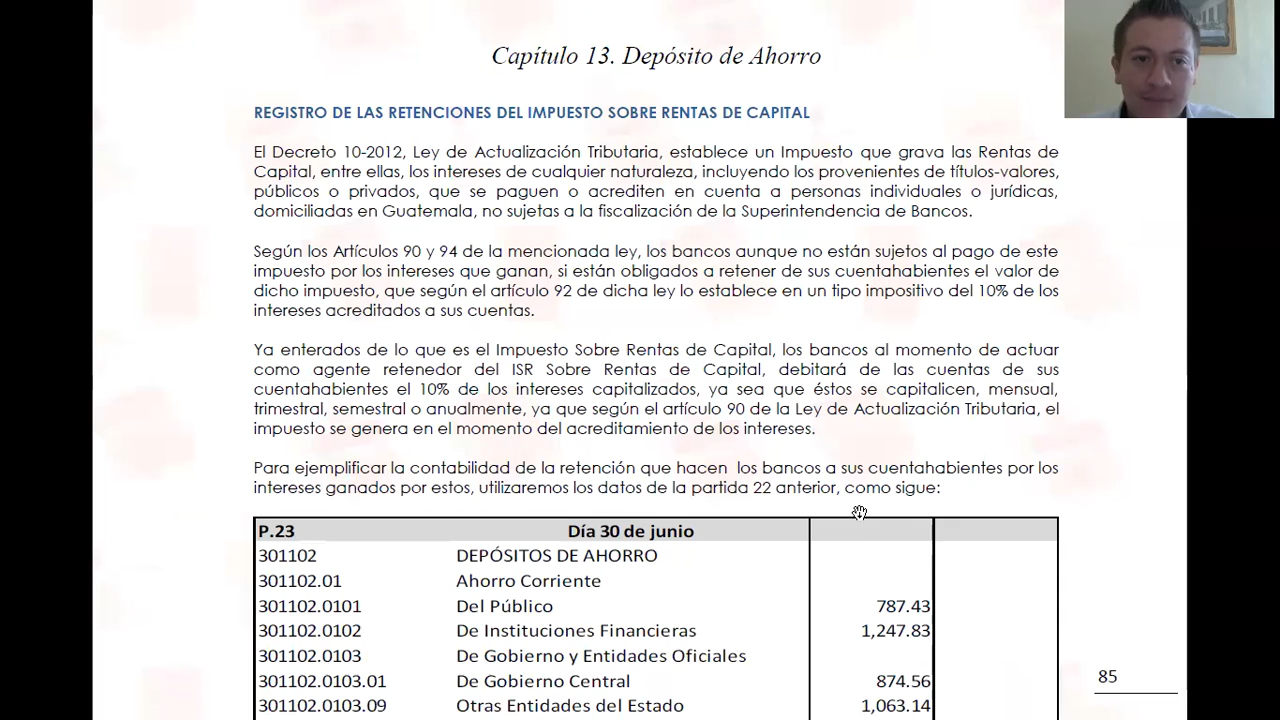 Capítulo 13. Depósito de Ahorro
REGISTRO DE LAS RETENCIONES DEL IMPUESTO SOBRE RENTAS DE CAPITAL
El Decreto 10-2012, Ley de Actualización Tributaria, establece un Impuesto que grava las Rentas de
Capital, entre ellas, los intereses de cualquier naturaleza, incluyendo los provenientes de títulos-valores,
públicos o privados, que se paguen o acrediten en cuenta a personas individuales o jurídicas,
domiciliadas en Guatemala, no sujetas a la fiscalización de la Superintendencia de Bancos.
Según los Artículos 90 y 94 de la mencionada ley, los bancos aunque no están sujetos al pago de este
impuesto por los intereses que ganan, si están obligados a retener de sus cuentahabientes el valor de
dicho impuesto, que según el artículo 92 de dicha ley lo establece en un tipo impositivo del 10% de los
intereses acreditados a sus cuentas.
Ya enterados de lo que es el Impuesto Sobre Rentas de Capital, los bancos al momento de actuar
como agente retenedor del ISR Sobre Rentas de Capital, debitará de las cuentas de sus
cuentahabientes el 10% de los intereses capitalizados, ya sea que éstos se capitalicen, mensual,
trimestral, semestral o anualmente, ya que según el artículo 90 de la Ley de Actualización Tributaria, el
impuesto se genera en el momento del acreditamiento de los intereses.
Para ejemplificar la contabilidad de la retención que hacen los bancos a sus cuentahabientes por los
intereses ganados por estos, utilizaremos los datos de la partida 22 anterior, como sigue:
P.23 Día 30 de junio
301102 DEPÓSITOS DE AHORRO
301102.01 Ahorro Corriente
301102.0101 Del Público 787.43
301102.0102 De Instituciones Financieras 1,247.83
301102.0103 De Gobierno y Entidades Oficiales
301102.0103.01 De Gobierno Central 874.56
301102.0103.09 Otras Entidades del Estado 1,063.14
85